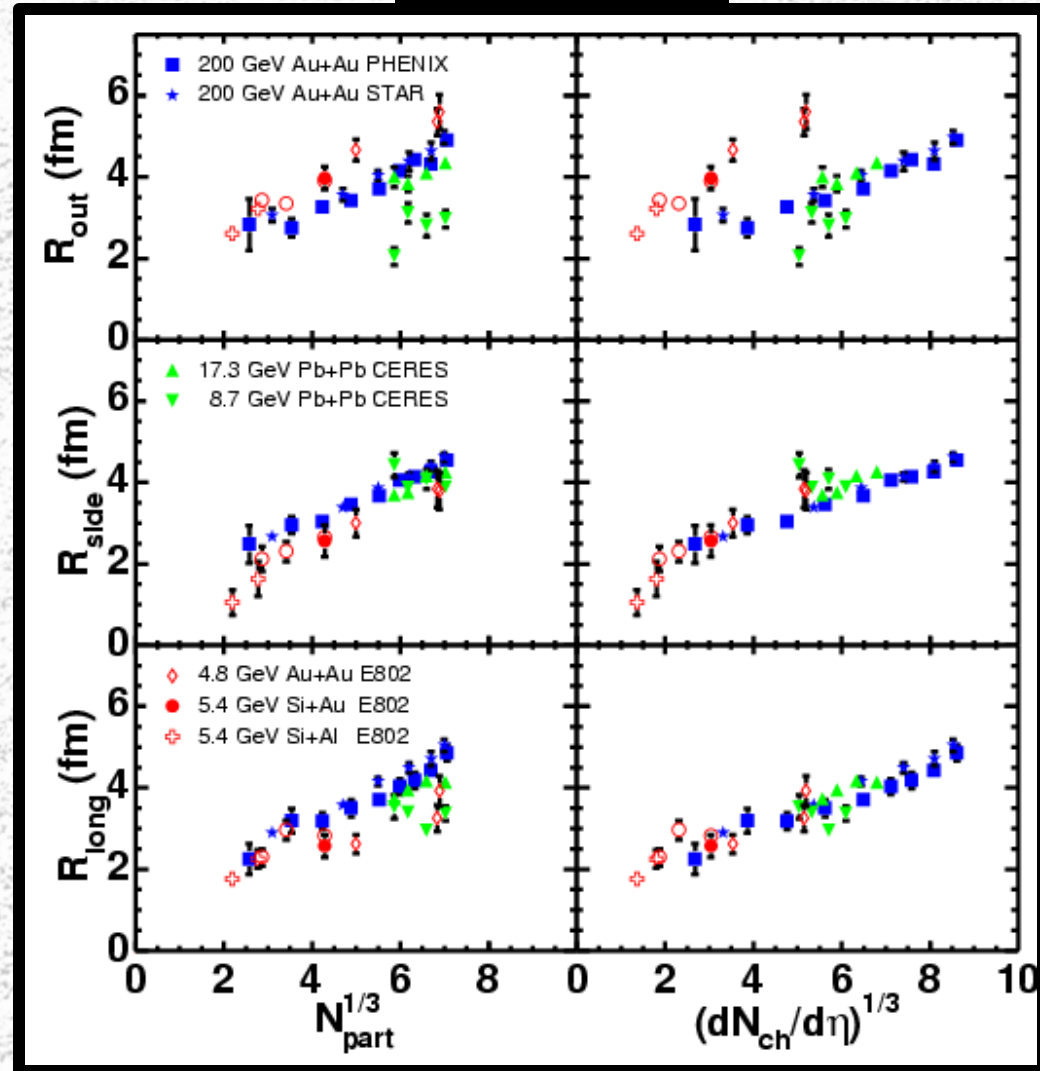 200 GeV Au+Au PHENIX
200 GeV Au+Au STAR
R_out (fm)
6
4
2
0
17.3 GeV Pb+Pb CERES
8.7 GeV Pb+Pb CERES
R_side (fm)
6
4
2
0
4.8 GeV Au+Au E802
5.4 GeV Si+Au E802
5.4 GeV Si+Al E802
R_long (fm)
6
4
2
0
0 2 4 6 8 0 2 4 6 8 10
N_part^1/3 (dN_ch/dη)^1/3